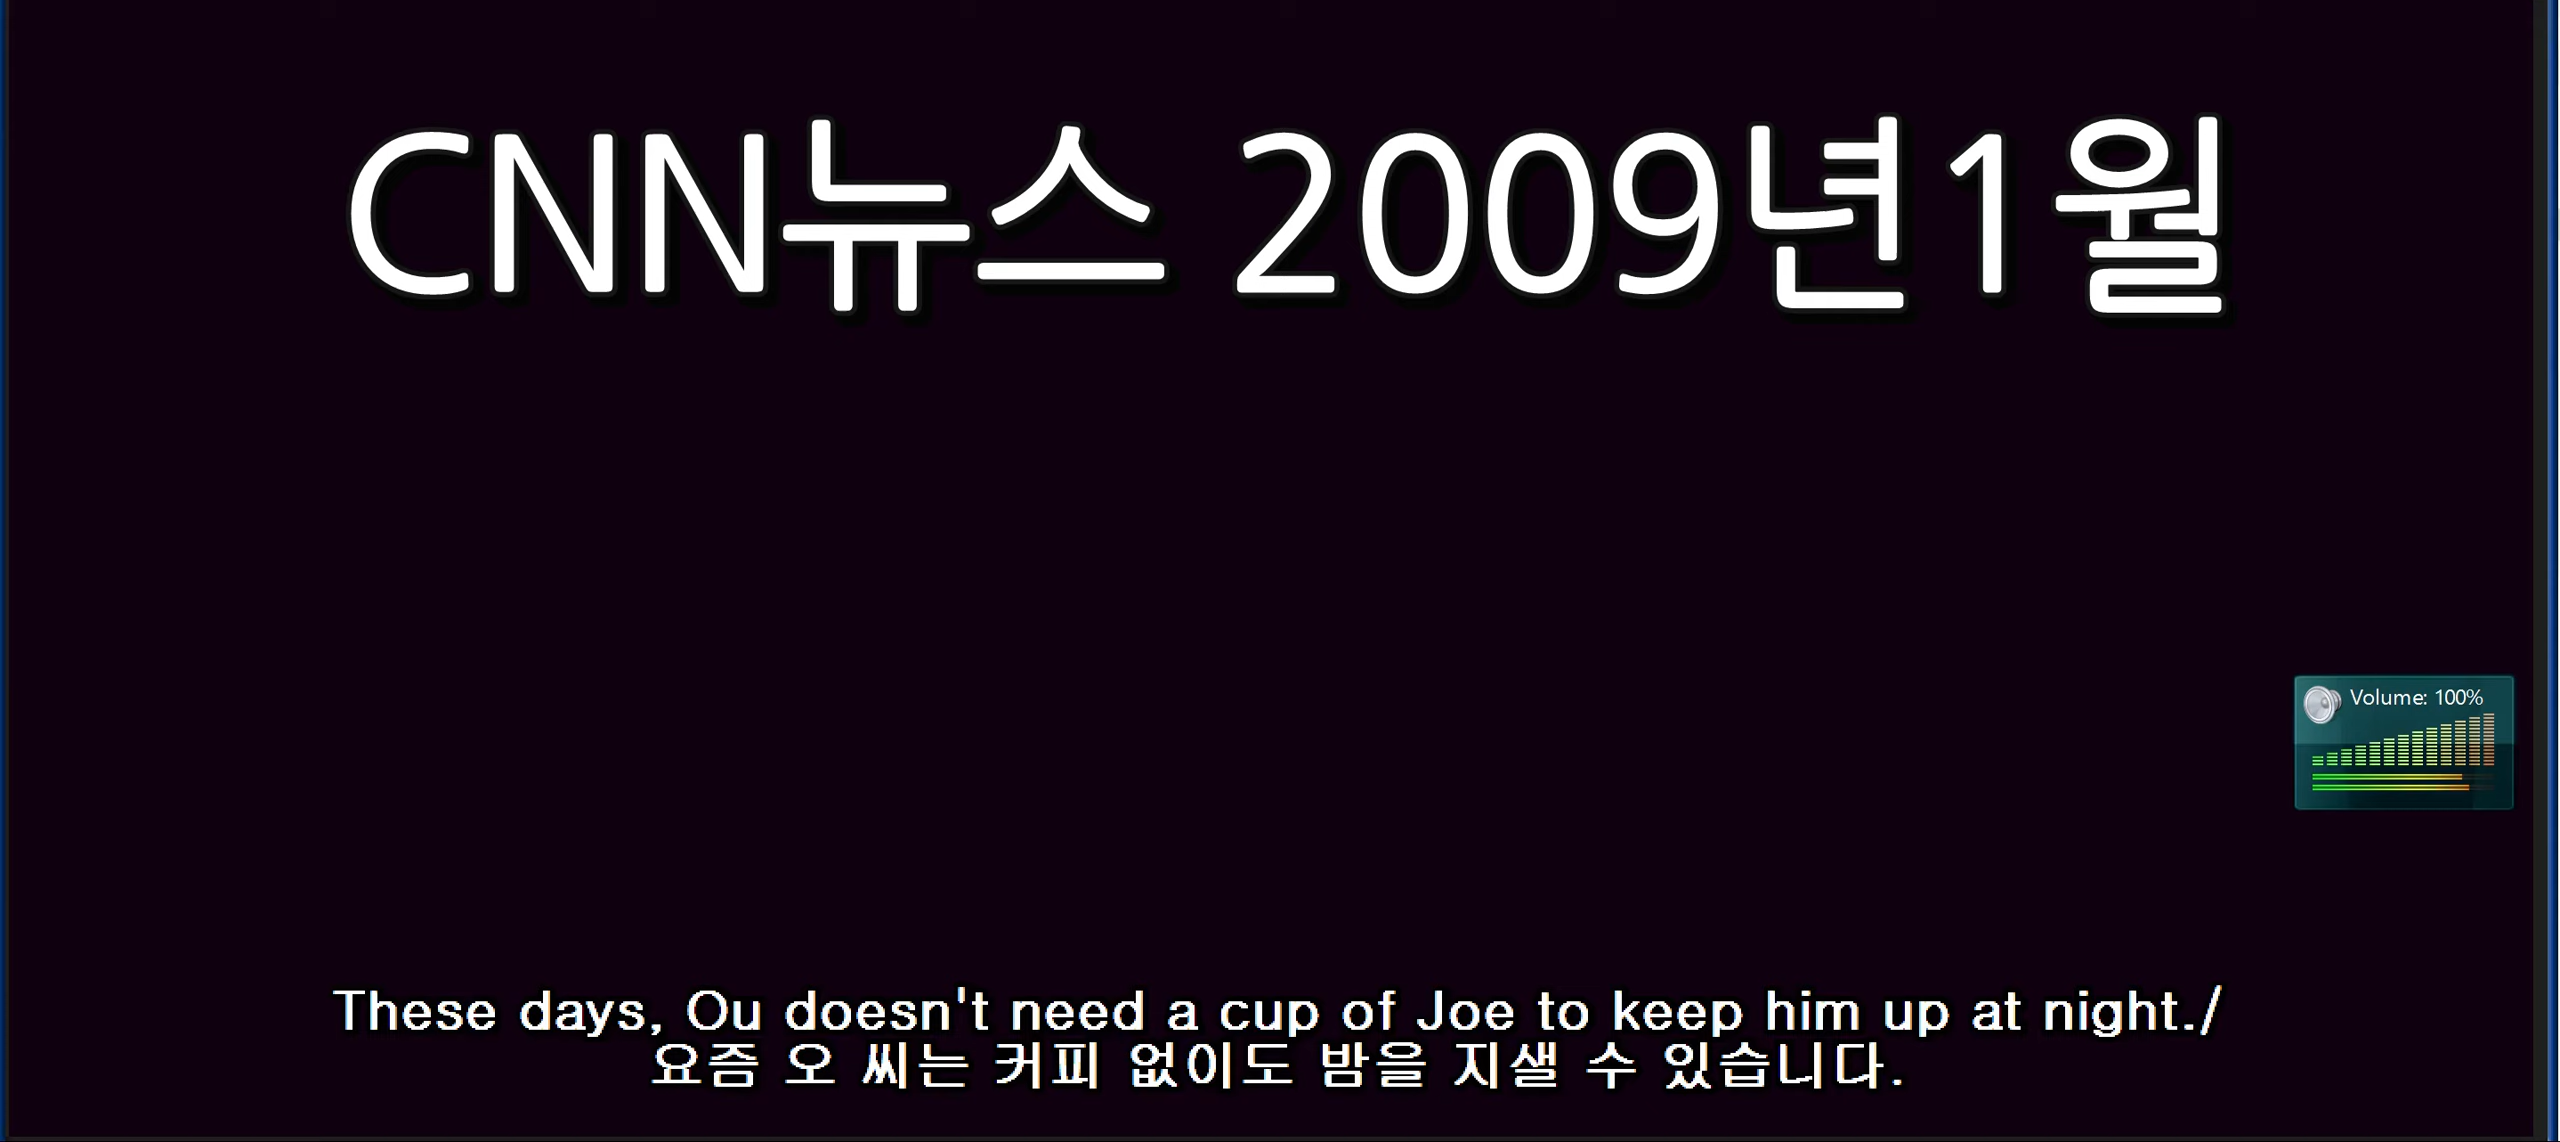 CNN뉴스 2009년1월
Volume: 100%
These days, Ou doesn't need a cup of Joe to keep him up at night./
요즘 오 씨는 커피 없이도 밤을 지샐 수 있습니다.